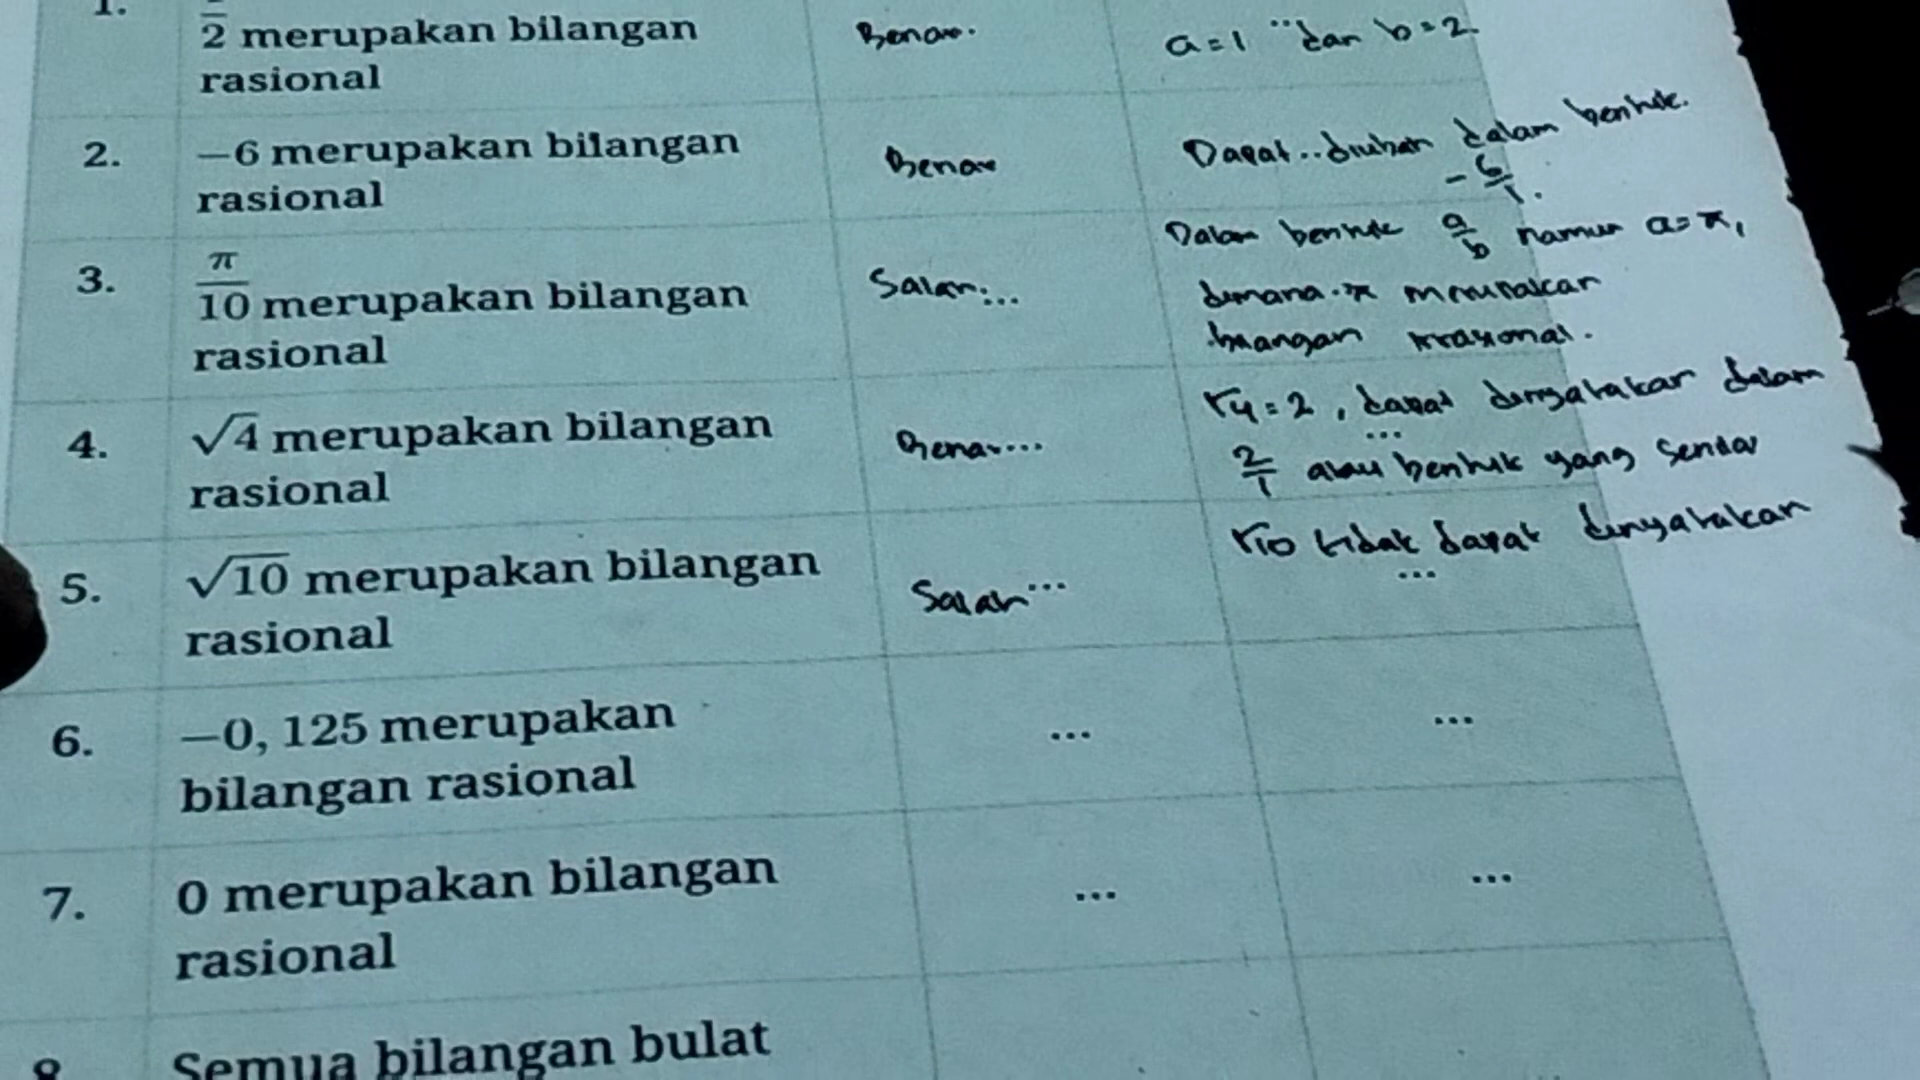 1. 2 merupakan bilangan Benar. a=1 dan b=2.
rasional
2. −6 merupakan bilangan Benar Dapat..diubah dalam bentuk.
rasional - 6/1.
3. π/10 merupakan bilangan Salah... Dalam bentuk a/b namun a=π,
rasional dimana π merupakan
bilangan irrasional.
4. √4 merupakan bilangan Benar.... √4=2, dapat dinyatakan dalam
...
rasional 2/1 atau bentuk yang
5. √10 merupakan bilangan Salah... √10 tidak dapat dinyatakan
rasional ...
6. −0, 125 merupakan ... ...
bilangan rasional
7. 0 merupakan bilangan ... ...
rasional
Semua bilangan bulat